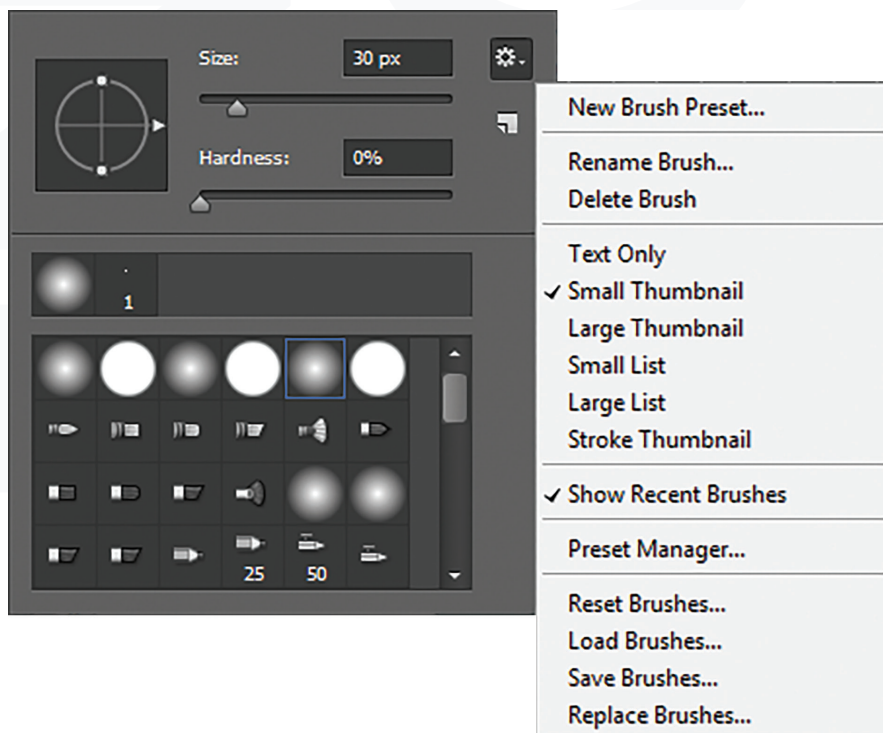 Size:
30 px
Hardness:
0%
1
25
50
New Brush Preset...
Rename Brush...
Delete Brush
Text Only
Small Thumbnail
Large Thumbnail
Small List
Large List
Stroke Thumbnail
Show Recent Brushes
Preset Manager...
Reset Brushes...
Load Brushes...
Save Brushes...
Replace Brushes...